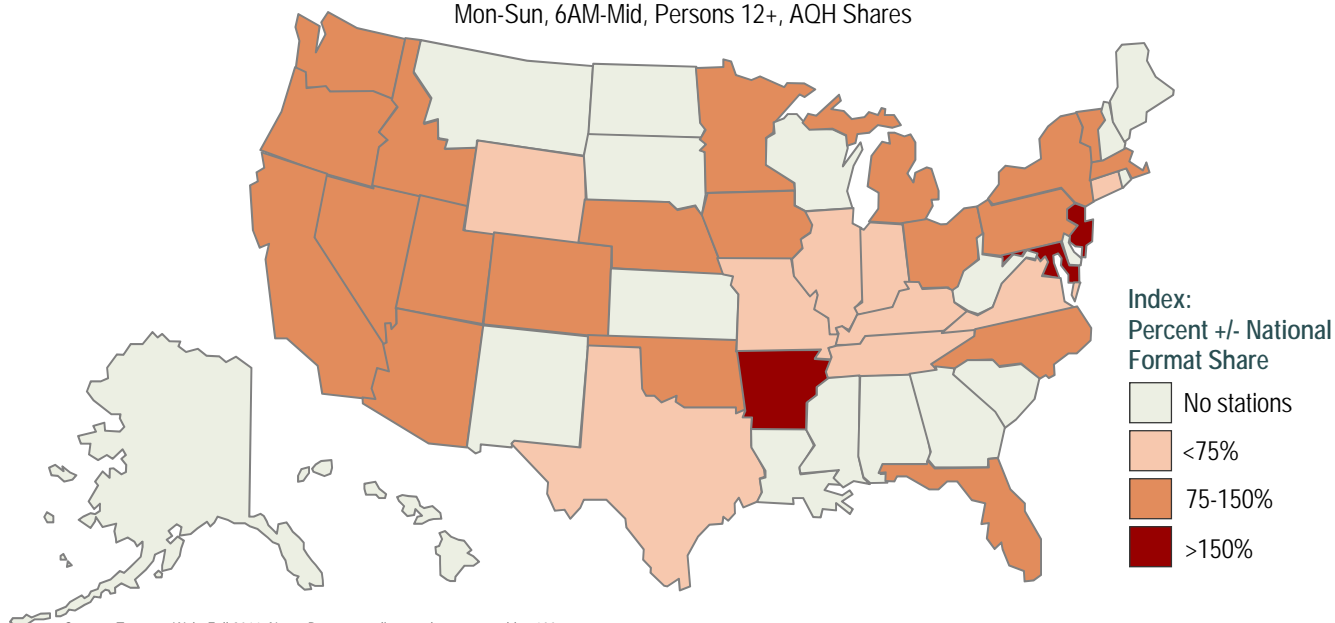 Mon-Sun, 6AM-Mid, Persons 12+, AQH Shares
Index:
Percent +/- National
Format Share
No stations
<75%
75-150%
>150%